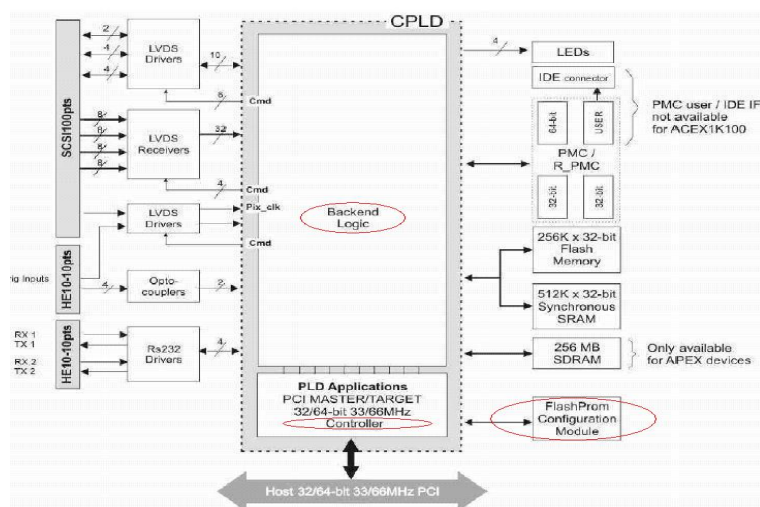 CPLD
SCSI100pts
2
4
4
LVDS
Drivers
10
6
Cmd
8
8
8
8
LVDS
Receivers
32
4
Cmd
LVDS
Drivers
Pix_clk
Cmd
HE10-10pts
rig Inputs
4
Opto-
couplers
2
HE10-10pts
RX 1
TX 1
RX 2
TX 2
Rs232
Drivers
4
Backend
Logic
PLD Applications
PCI MASTER/TARGET
32/64-bit 33/66MHz
Controller
Host 32/64-bit 33/66MHz PCI
4
LEDs
IDE connector
64-bit
USER
PMC /
R_PMC
32-bit
32-bit
PMC user / IDE IF
not available
for ACEX1K100
256K x 32-bit
Flash
Memory
512K x 32-bit
Synchronous
SRAM
256 MB
SDRAM
Only available
for APEX devices
FlashProm
Configuration
Module